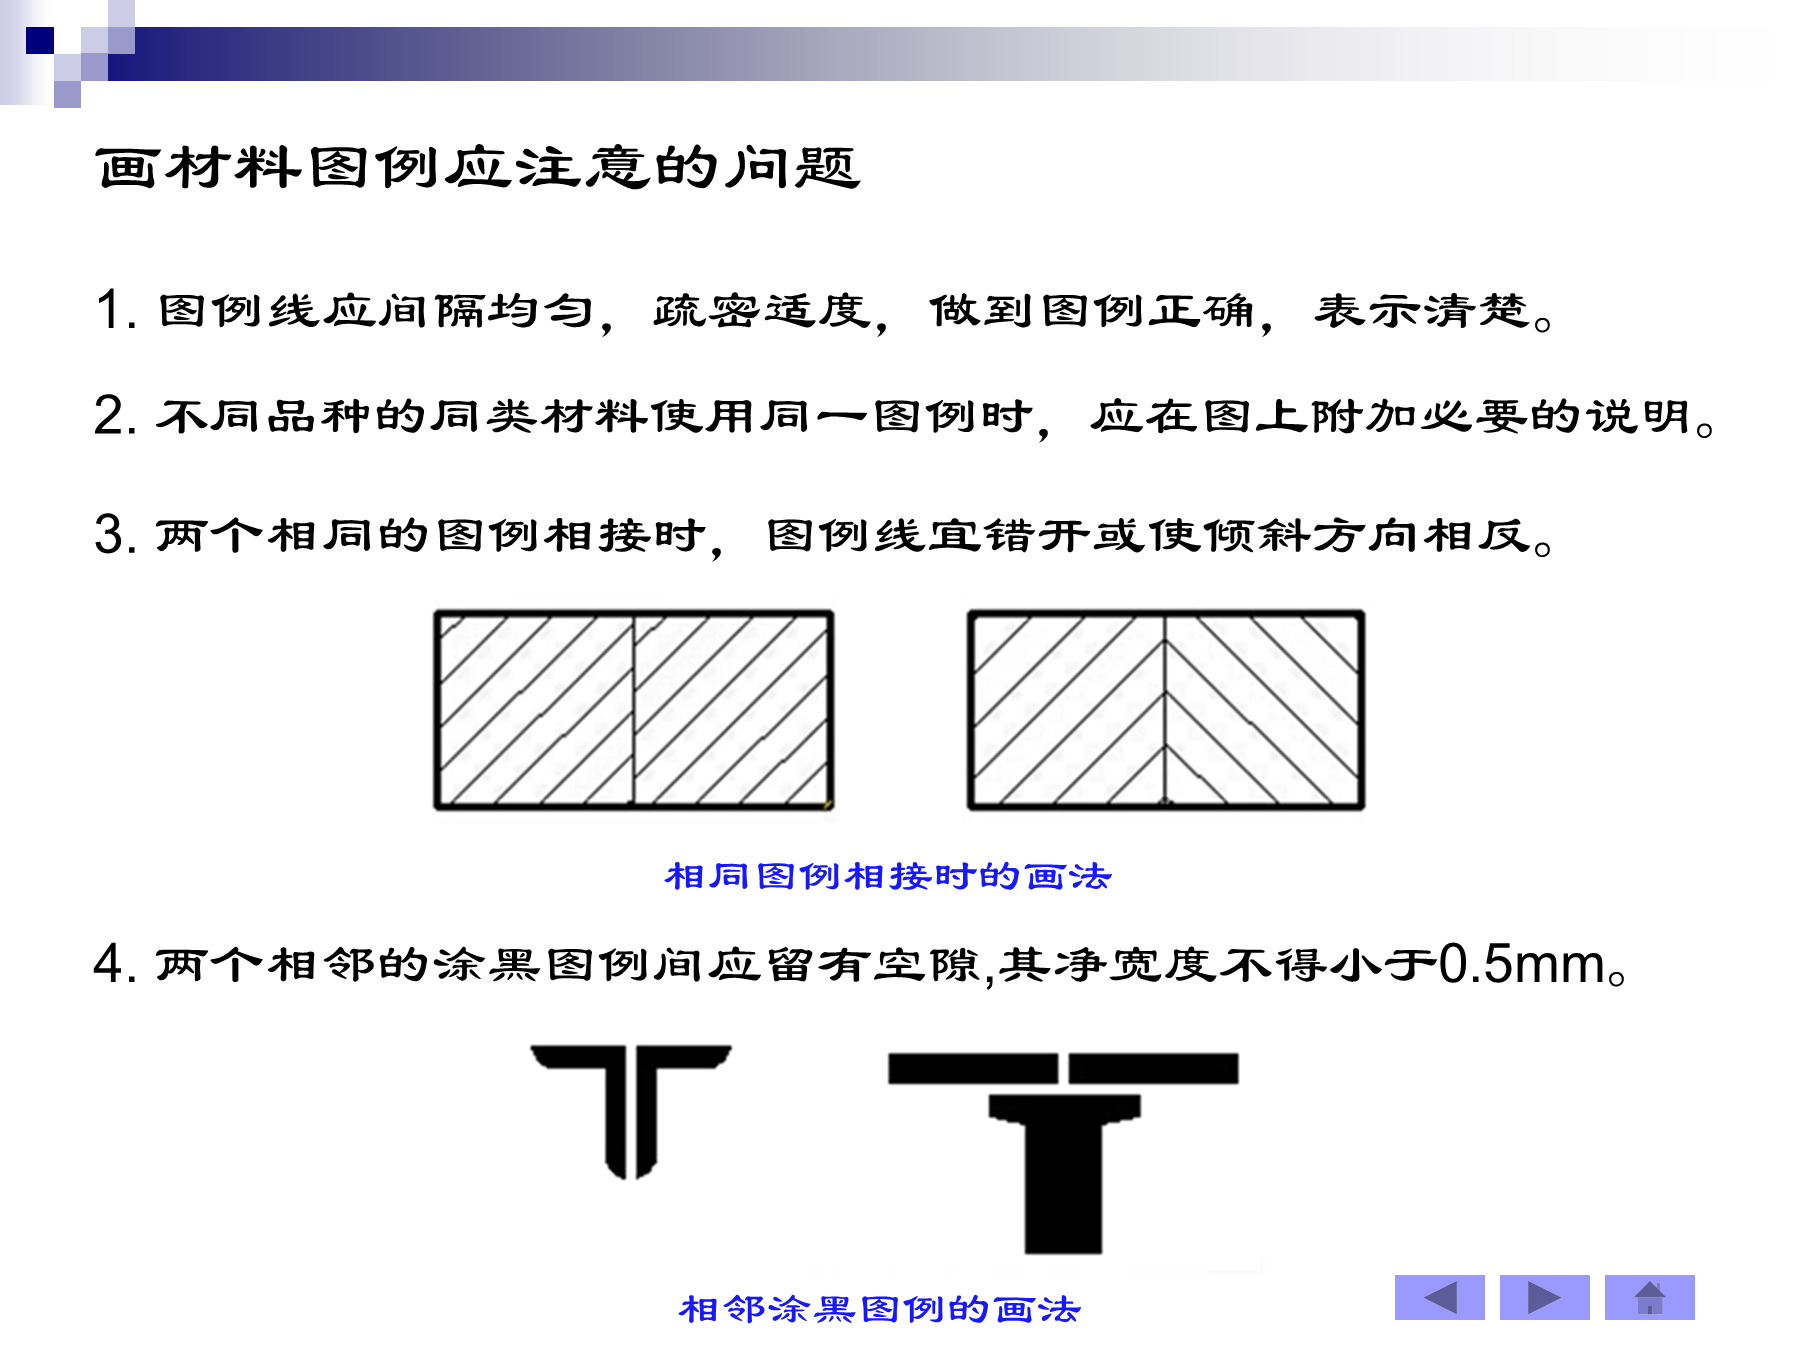 画材料图例应注意的问题
1. 图例线应间隔均匀，疏密适度，做到图例正确，表示清楚。
2. 不同品种的同类材料使用同一图例时，应在图上附加必要的说明。
3. 两个相同的图例相接时，图例线宜错开或使倾斜方向相反。
相同图例相接时的画法
4. 两个相邻的涂黑图例间应留有空隙,其净宽度不得小于0.5mm。
相邻涂黑图例的画法